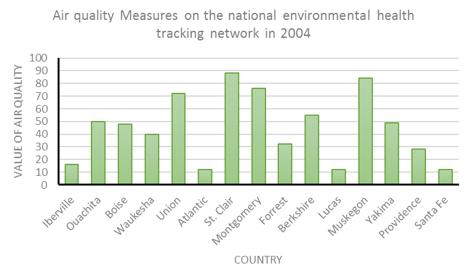 Air quality Measures on the national environmental health
tracking network in 2004
VALUE OF AIR QUALITY
100
90
80
70
60
50
40
30
20
10
0
Iberville
Ouachita
Boise
Waukesha
Union
Atlantic
St. Clair
Montgomery
Forrest
Berkshire
Lucas
Muskegon
Yakima
Providence
Santa Fe
COUNTRY